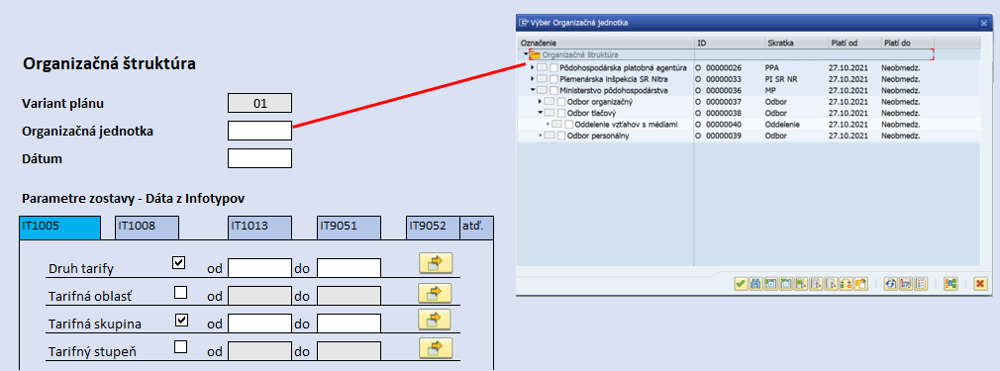 Organizačná štruktúra
Variant plánu 01
Organizačná jednotka
Dátum
Parametre zostavy - Dáta z Infotypov
IT1005 IT1008 IT1013 IT9051 IT9052 atď.
Druh tarify od do
Tarifná oblasť od do
Tarifná skupina od do
Tarifný stupeň od do
Výber Organizačná jednotka
Označenie ID Skratka Platí od Platí do
Organizačná štruktúra
Pôdohospodárska platobná agentúra O 00000026 PPA 27.10.2021 Neobmedz.
Plemenárska inšpekcia SR Nitra O 00000033 PI SR NR 27.10.2021 Neobmedz.
Ministerstvo pôdohospodárstva O 00000036 MP 27.10.2021 Neobmedz.
Odbor organizačný O 00000037 Odbor 27.10.2021 Neobmedz.
Odbor tlačový O 00000038 Odbor 27.10.2021 Neobmedz.
Oddelenie vzťahov s médiami O 00000040 Oddelenie 27.10.2021 Neobmedz.
Odbor personálny O 00000039 Odbor 27.10.2021 Neobmedz.